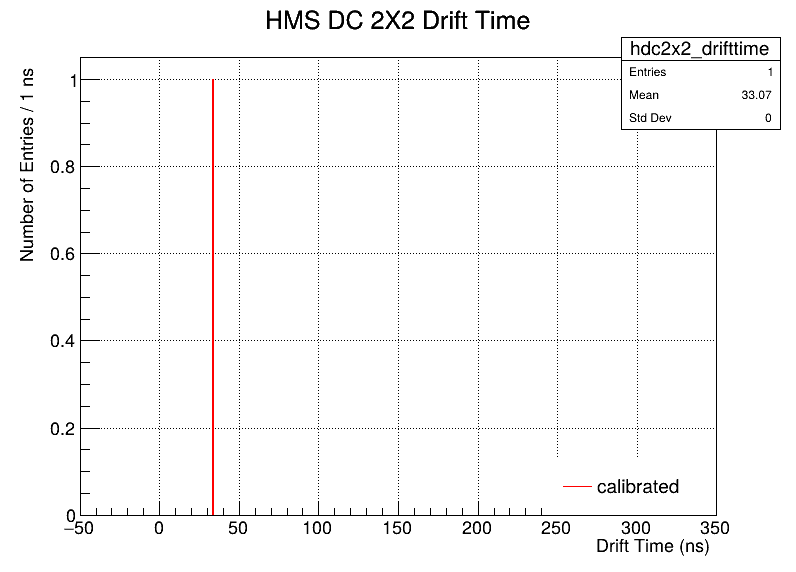 HMS DC 2X2 Drift Time
hdc2x2_drifttime
Entries 1
Mean 33.07
Std Dev 0
Number of Entries / 1 ns
1
0.8
0.6
0.4
0.2
0
−50 0 50 100 150 200 250 300 350
Drift Time (ns)
calibrated